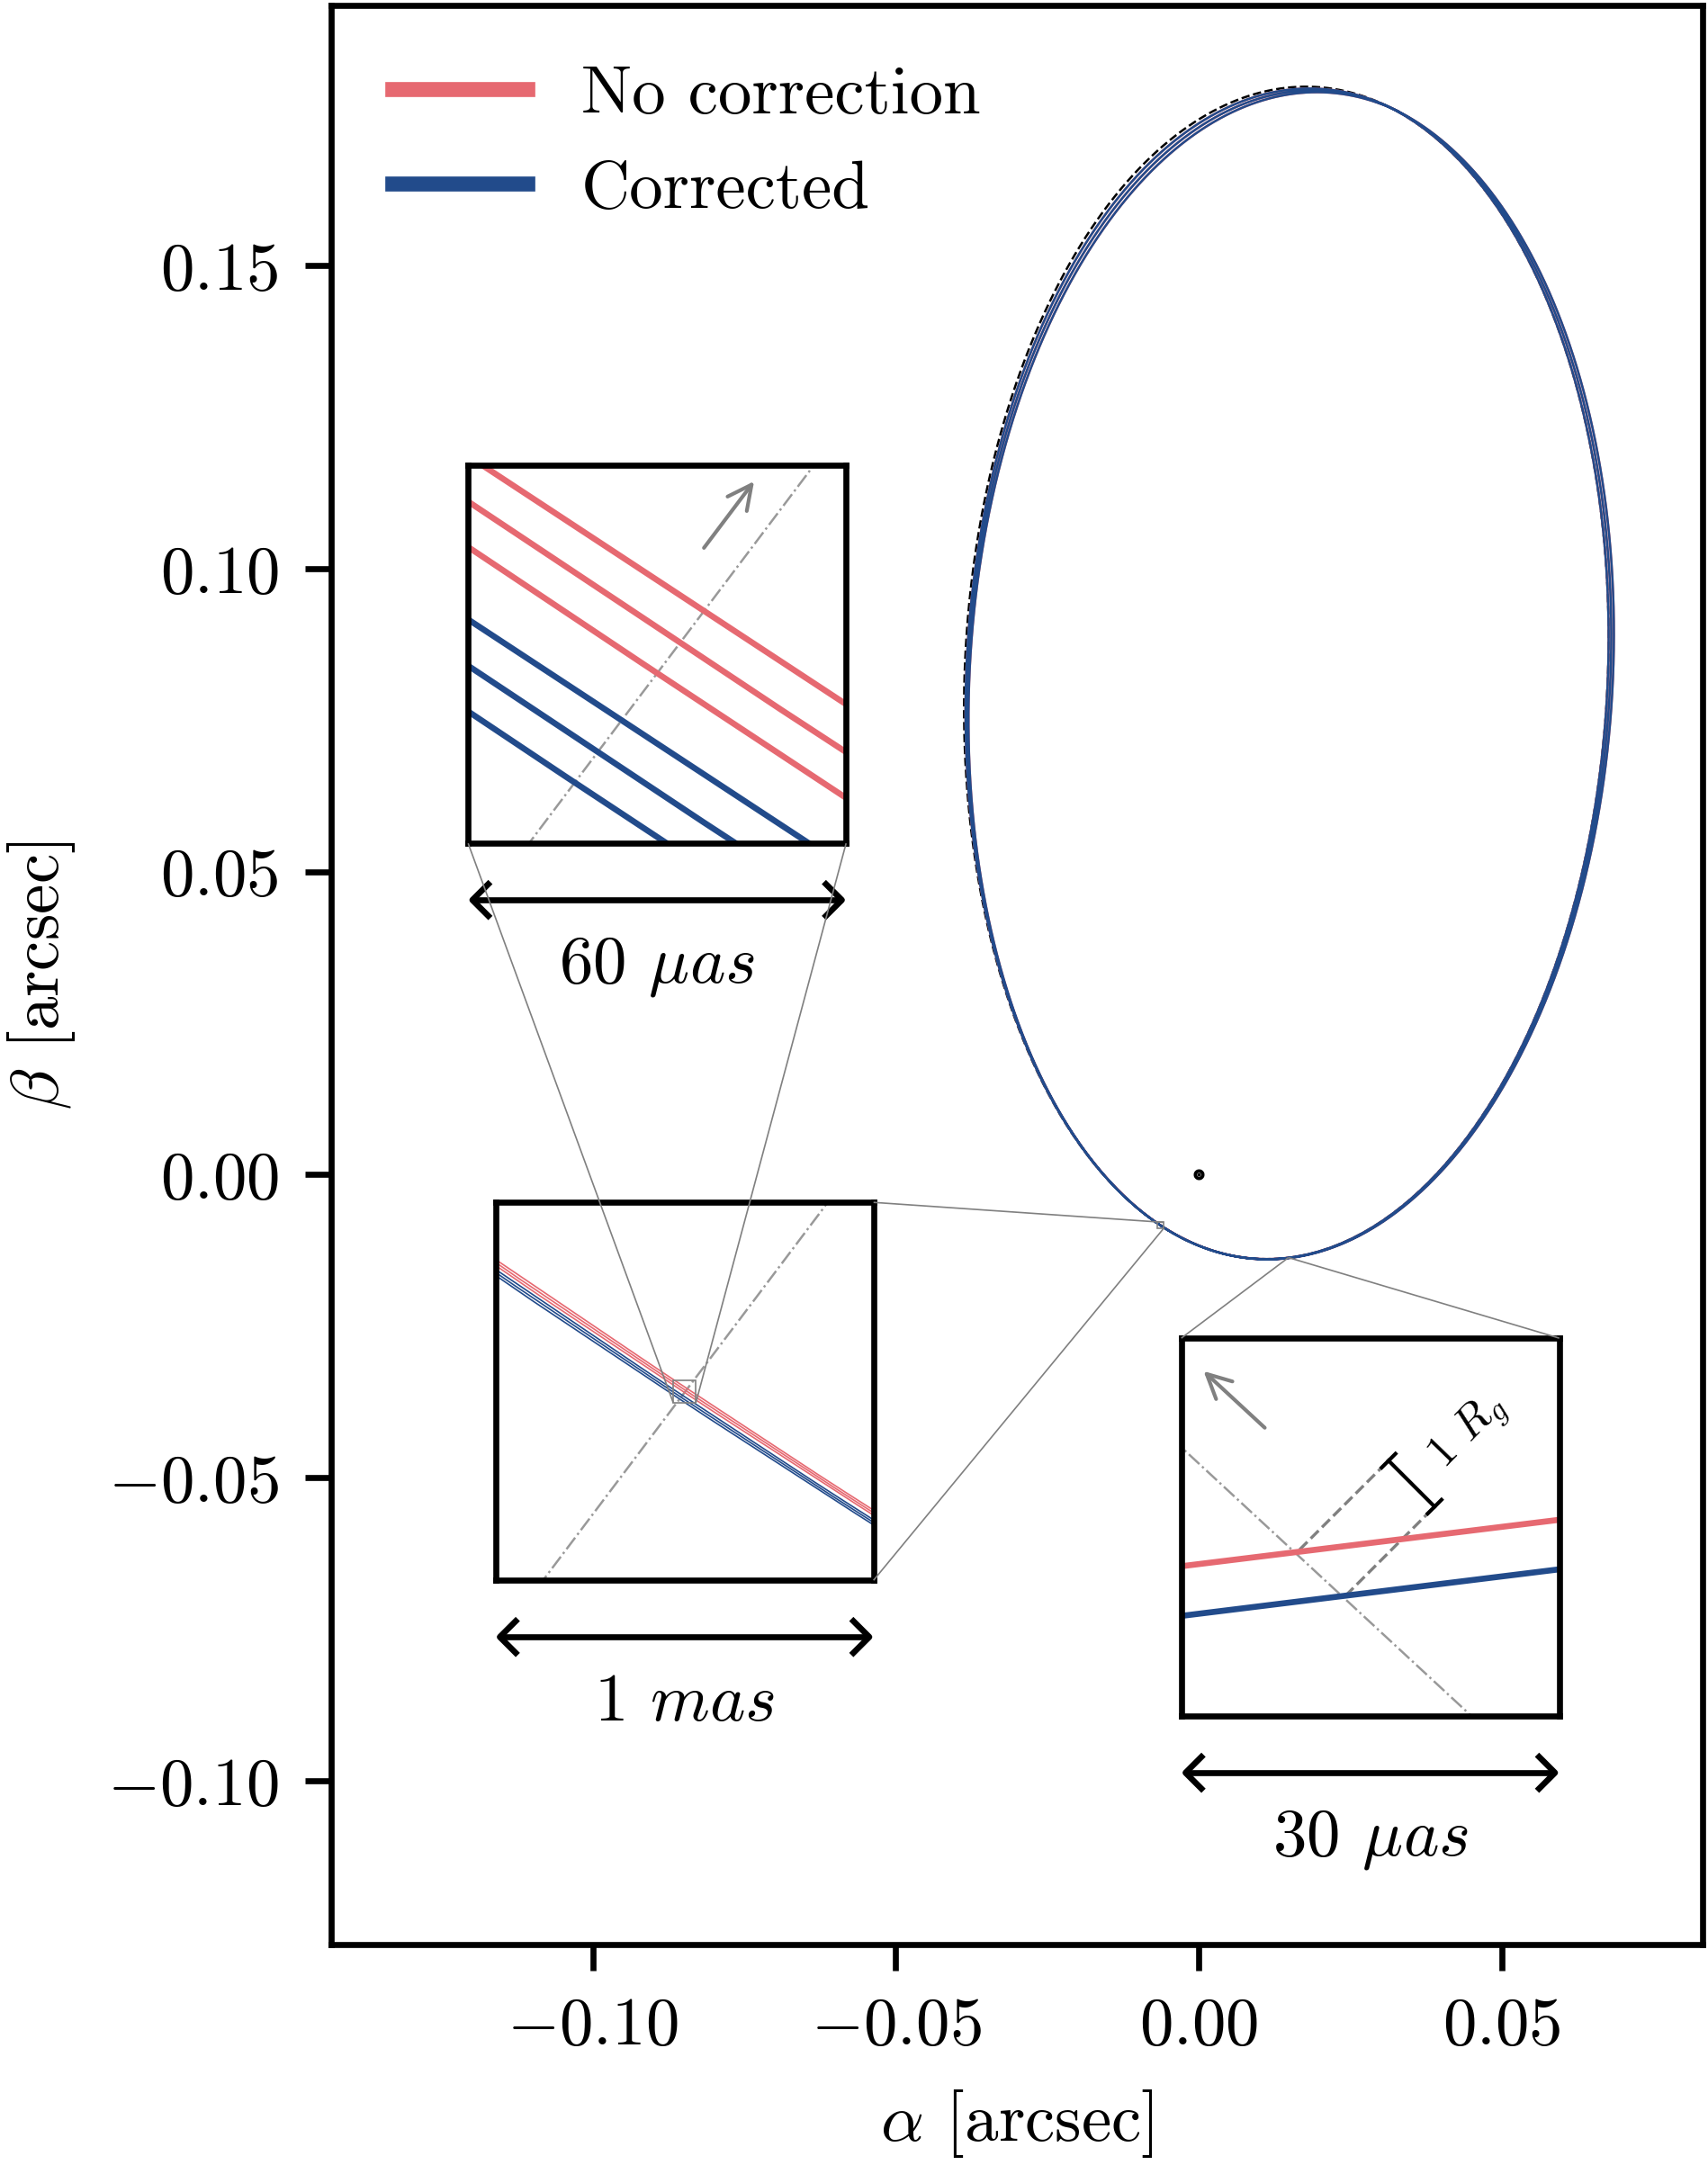 No correction
Corrected
0.15
0.10
0.05
0.00
−0.05
−0.10
β [arcsec]
60 μas
1 mas
1 R_g
30 μas
−0.10
−0.05
0.00
0.05
α [arcsec]